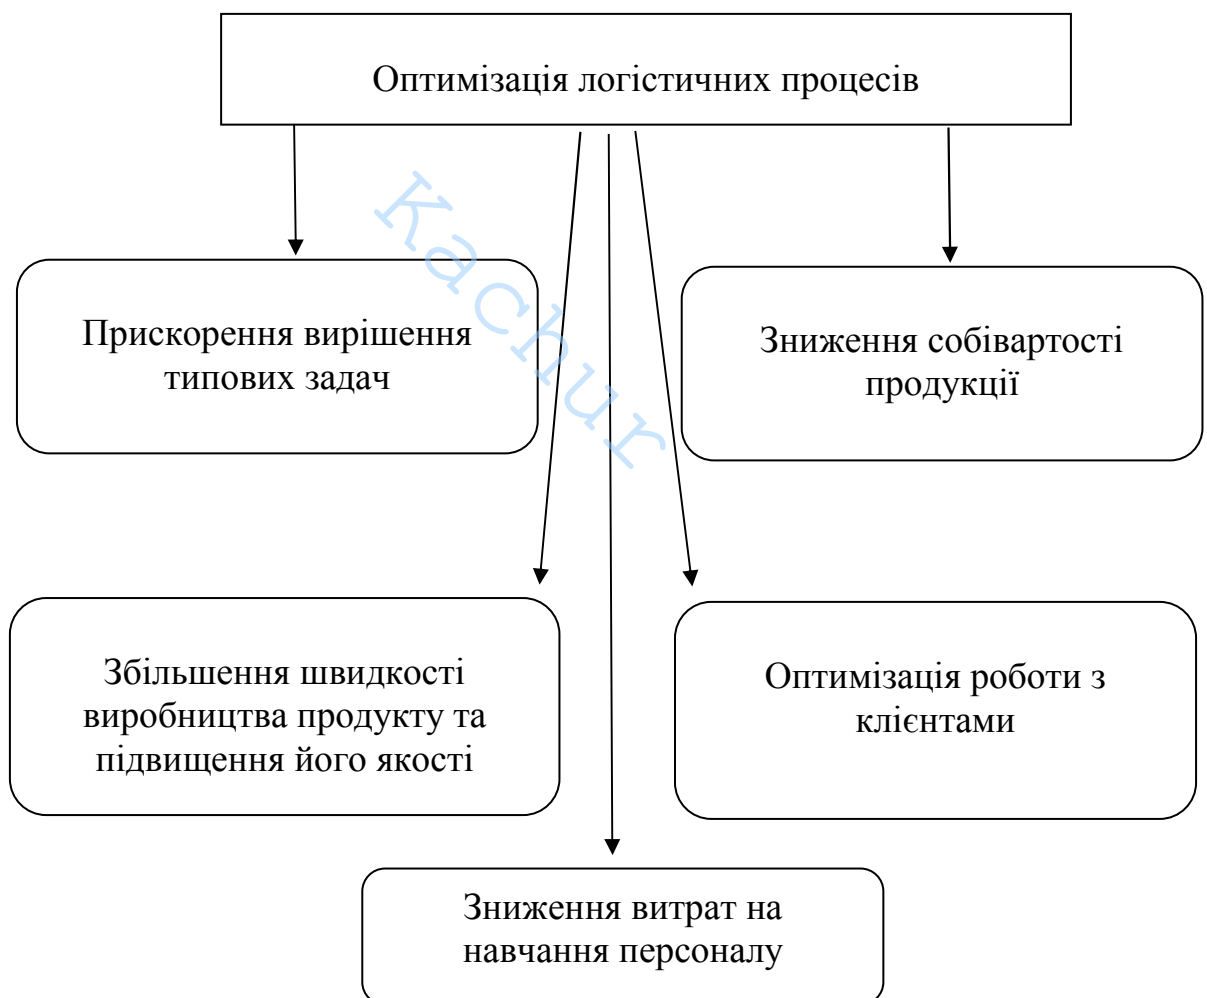 Оптимізація логістичних процесів
Kachur
Прискорення вирішення
типових задач
Зниження собівартості
продукції
Збільшення швидкості
виробництва продукту та
підвищення його якості
Оптимізація роботи з
клієнтами
Зниження витрат на
навчання персоналу